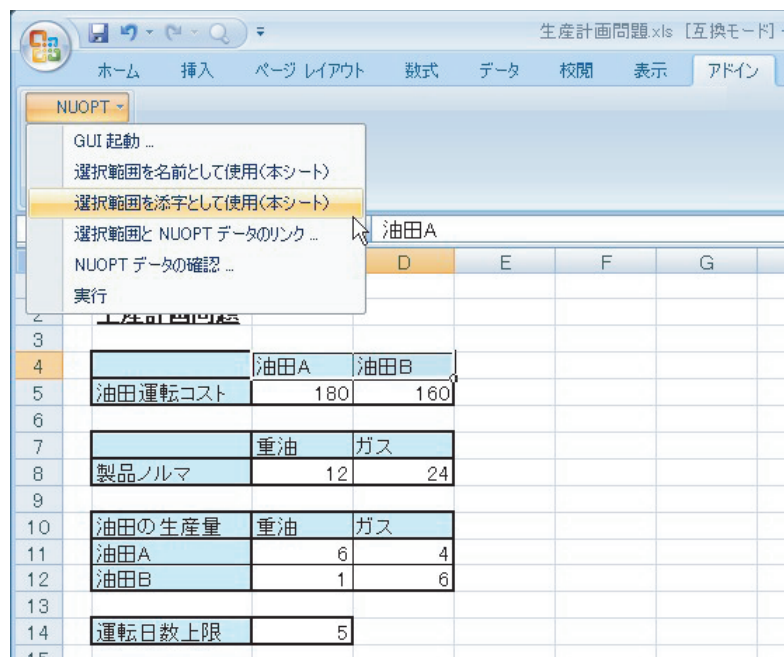 生産計画問題.xls [互換モード] -
ホーム 挿入 ページ レイアウト 数式 データ 校閲 表示 アドイン
NUOPT
GUI 起動 ...
選択範囲を名前として使用(本シート)
選択範囲を添字として使用(本シート)
選択範囲と NUOPT データのリンク ... 油田A
NUOPT データの確認 ... D E F G
実行
2 生産計画問題
3
4 油田A 油田B
5 油田運転コスト 180 160
6
7 重油 ガス
8 製品ノルマ 12 24
9
10 油田の生産量 重油 ガス
11 油田A 6 4
12 油田B 1 6
13
14 運転日数上限 5
15